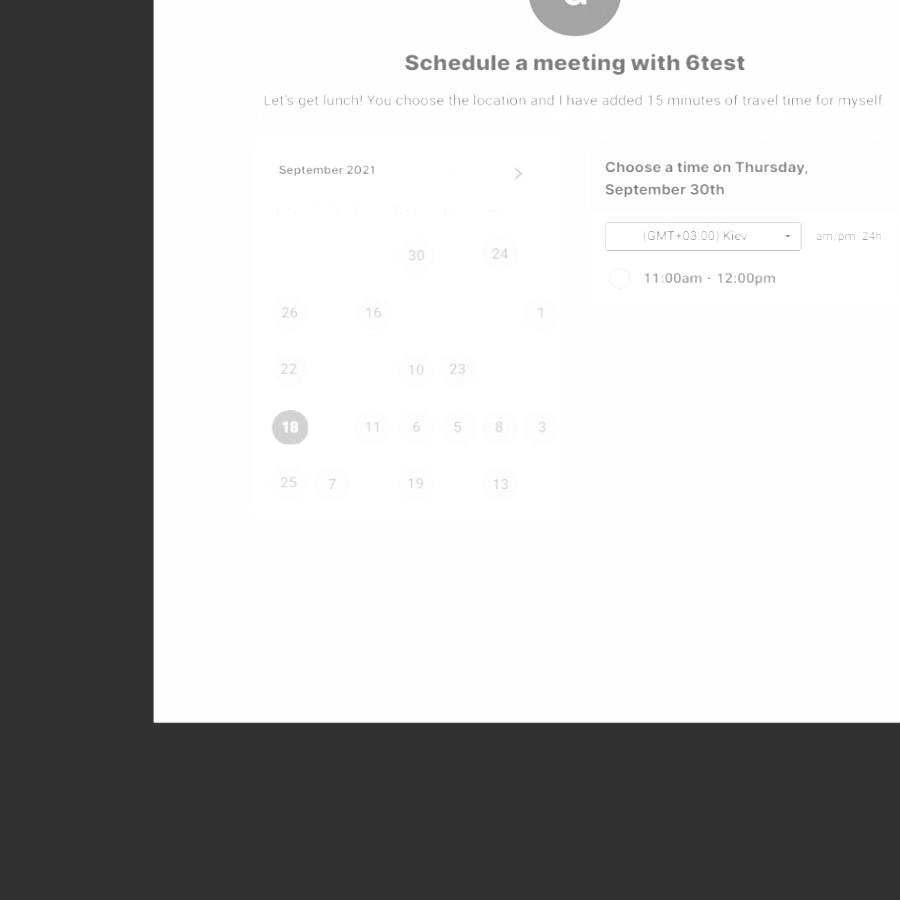 Schedule a meeting with 6test
Let's get lunch! You choose the location and I have added 15 minutes of travel time for myself
September 2021
30 24
26 16 1
22 10 23
18 11 6 5 8 3
25 7 19 13
Choose a time on Thursday,
September 30th
(GMT+03:00) Kiev
am/pm 24h
11:00am - 12:00pm